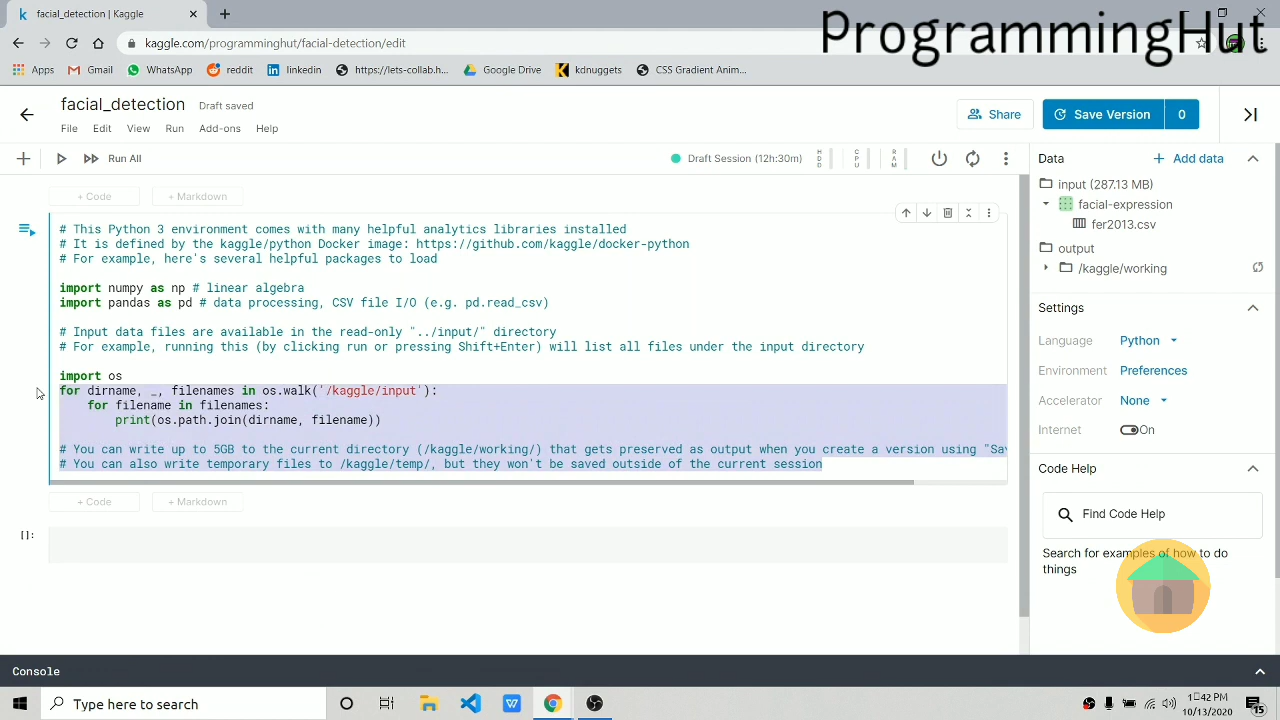 facial_detection | Kaggle
ProgrammingHut
kaggle.com/programminghut/facial-detection/edit
Apps
Gmail
WhatsApp
reddit
linkedin
https://lets-collab.h...
Google Drive
kdnuggets
CSS Gradient Anim...
facial_detection
Draft saved
Share
Save Version
0
File
Edit
View
Run
Add-ons
Help
Run All
Draft Session (12h:30m)
HDD
CPU
RAM
+ Code
+ Markdown
# This Python 3 environment comes with many helpful analytics libraries installed
# It is defined by the kaggle/python Docker image: https://github.com/kaggle/docker-python
# For example, here's several helpful packages to load
import numpy as np # linear algebra
import pandas as pd # data processing, CSV file I/O (e.g. pd.read_csv)
# Input data files are available in the read-only "../input/" directory
# For example, running this (by clicking run or pressing Shift+Enter) will list all files under the input directory
import os
for dirname, _, filenames in os.walk('/kaggle/input'):
for filename in filenames:
print(os.path.join(dirname, filename))
# You can write up to 5GB to the current directory (/kaggle/working/) that gets preserved as output when you create a version using "Sav
# You can also write temporary files to /kaggle/temp/, but they won't be saved outside of the current session
+ Code
+ Markdown
[]:
Data
+ Add data
input (287.13 MB)
facial-expression
fer2013.csv
output
/kaggle/working
Settings
Language
Python
Environment
Preferences
Accelerator
None
Internet
On
Code Help
Find Code Help
Search for examples of how to do
things
Console
Type here to search
1:42 PM
10/13/2020
15